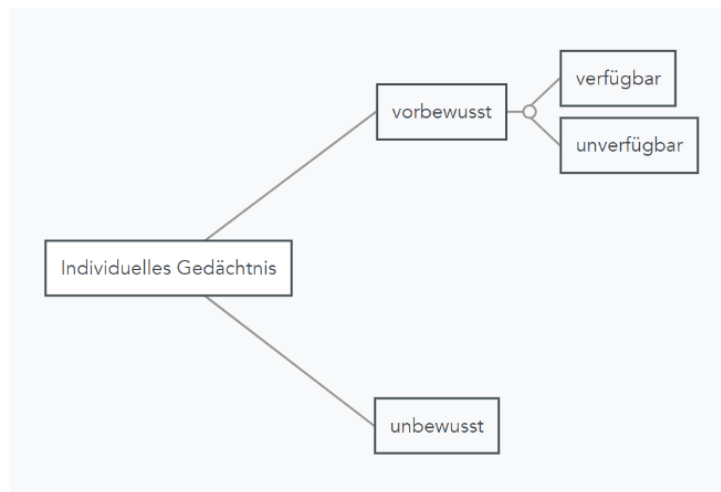 verfügbar
vorbewusst
unverfügbar
Individuelles Gedächtnis
unbewusst